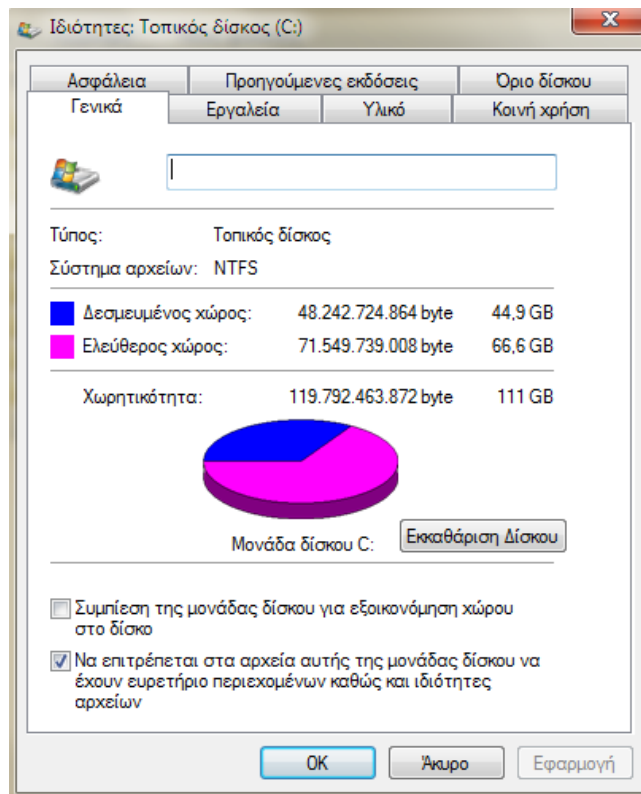 Ιδιότητες: Τοπικός δίσκος (C:)
Ασφάλεια Προηγούμενες εκδόσεις Όριο δίσκου
Γενικά Εργαλεία Υλικό Κοινή χρήση
Τύπος: Τοπικός δίσκος
Σύστημα αρχείων: NTFS
Δεσμευμένος χώρος: 48.242.724.864 byte 44,9 GB
Ελεύθερος χώρος: 71.549.739.008 byte 66,6 GB
Χωρητικότητα: 119.792.463.872 byte 111 GB
Μονάδα δίσκου C: Εκκαθάριση Δίσκου
Συμπίεση της μονάδας δίσκου για εξοικονόμηση χώρου
στο δίσκο
Να επιτρέπεται στα αρχεία αυτής της μονάδας δίσκου να
έχουν ευρετήριο περιεχομένων καθώς και ιδιότητες
αρχείων
OK Άκυρο Εφαρμογή